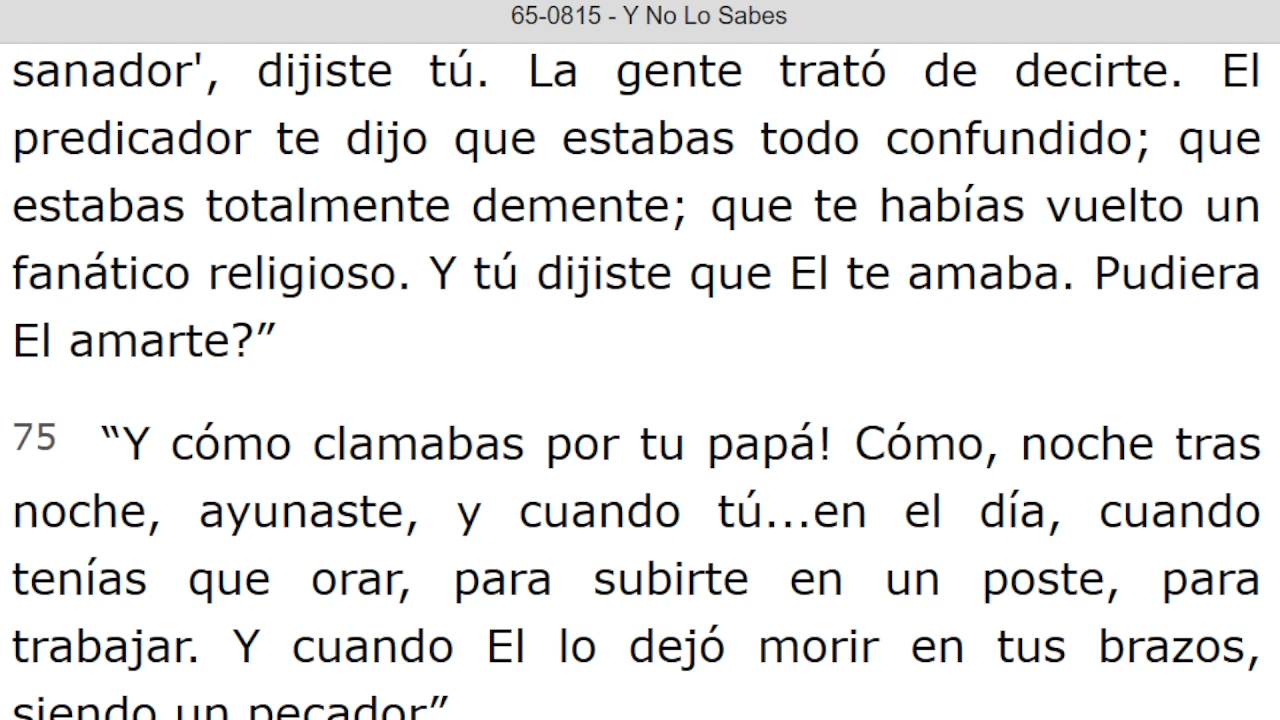 65-0815 - Y No Lo Sabes
sanador', dijiste tú. La gente trató de decirte. El
predicador te dijo que estabas todo confundido; que
estabas totalmente demente; que te habías vuelto un
fanático religioso. Y tú dijiste que El te amaba. Pudiera
El amarte?”
75 “Y cómo clamabas por tu papá! Cómo, noche tras
noche, ayunaste, y cuando tú...en el día, cuando
tenías que orar, para subirte en un poste, para
trabajar. Y cuando El lo dejó morir en tus brazos,
siendo un pecador”